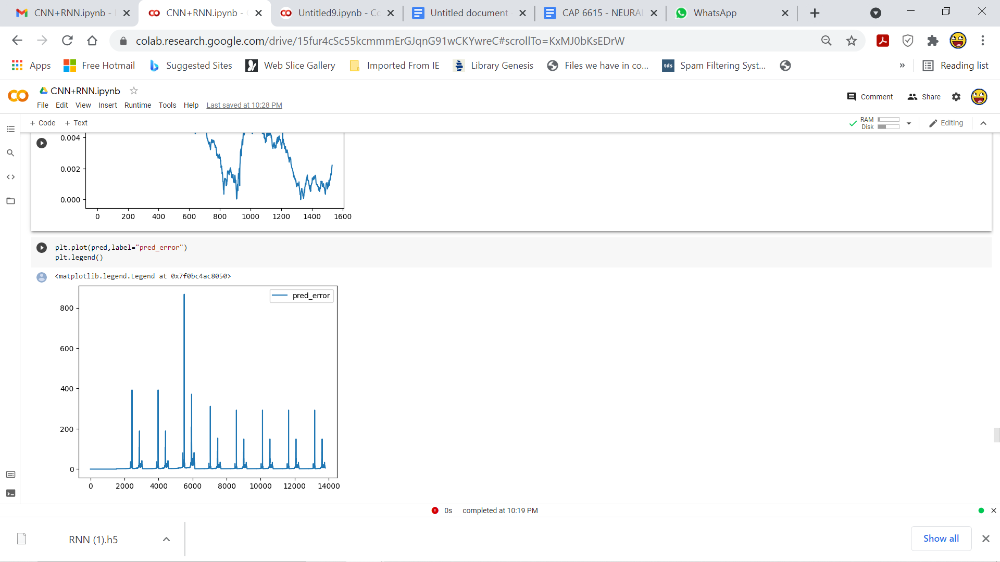 CNN+RNN.ipynb -
CNN+RNN.ipynb -
Untitled9.ipynb - Co
Untitled document
CAP 6615 - NEURAL
WhatsApp
colab.research.google.com/drive/15fur4cSc55kcmmmErGJqnG91wCKYwreC#scrollTo=KxMJ0bKsEDrW
Apps
Free Hotmail
Suggested Sites
Web Slice Gallery
Imported From IE
Library Genesis
Files we have in co...
tds
Spam Filtering Syst...
»
Reading list
CNN+RNN.ipynb
Comment
Share
File Edit View Insert Runtime Tools Help Last saved at 10:28 PM
+ Code + Text
RAM
Disk
Editing
0.004
0.002
0.000
0 200 400 600 800 1000 1200 1400 1600
plt.plot(pred,label="pred_error")
plt.legend()
<matplotlib.legend.Legend at 0x7f0bc4ac8050>
pred_error
800
600
400
200
0
0 2000 4000 6000 8000 10000 12000 14000
0s completed at 10:19 PM
RNN (1).h5
Show all